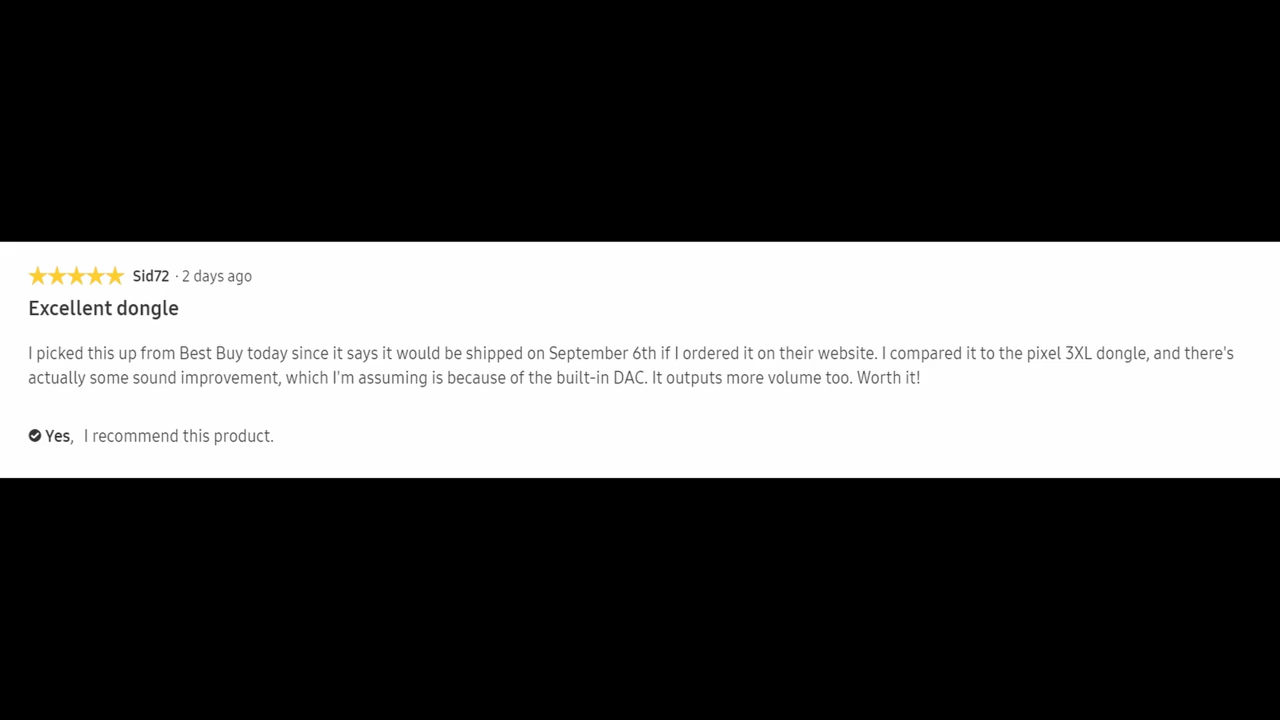 Sid72 · 2 days ago
Excellent dongle
I picked this up from Best Buy today since it says it would be shipped on September 6th if I ordered it on their website. I compared it to the pixel 3XL dongle, and there's
actually some sound improvement, which I'm assuming is because of the built-in DAC. It outputs more volume too. Worth it!
Yes, I recommend this product.